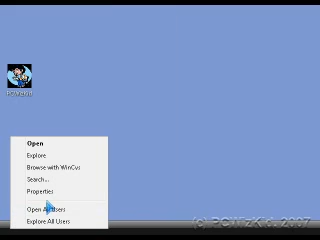 PCWizKid
Open
Explore
Browse with WinCvs
Search...
Properties
Open All Users
Explore All Users
(c) PCWizKid, 2007